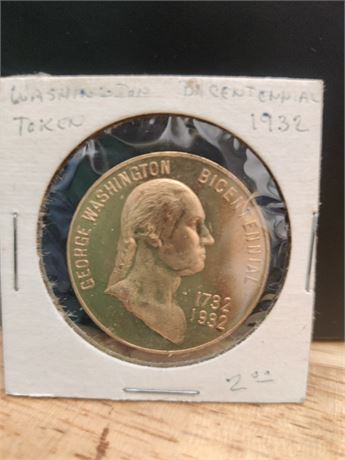 WASHINGTON BICENTENNIAL
TOKEN 1932
GEORGE WASHINGTON BICENTENNIAL
1732
1932
2.00